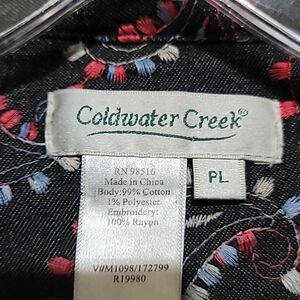 Coldwater Creek®
PL
RN 98516
Made in China
Body:99% Cotton
1% Polyester
Embroidery:
100% Rayon
V#M1098/172799
R19980